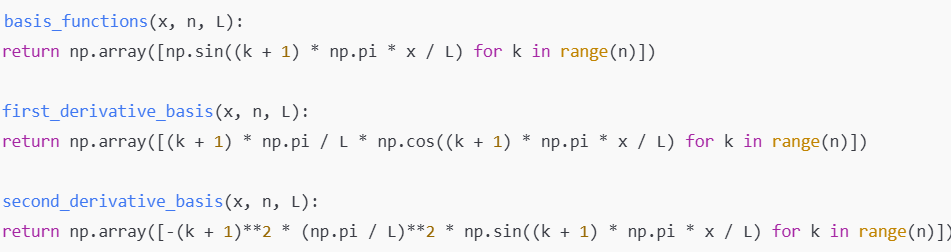 basis_functions(x, n, L):
return np.array([np.sin((k + 1) * np.pi * x / L) for k in range(n)])
first_derivative_basis(x, n, L):
return np.array([(k + 1) * np.pi / L * np.cos((k + 1) * np.pi * x / L) for k in range(n)])
second_derivative_basis(x, n, L):
return np.array([-(k + 1)**2 * (np.pi / L)**2 * np.sin((k + 1) * np.pi * x / L) for k in range(n)])